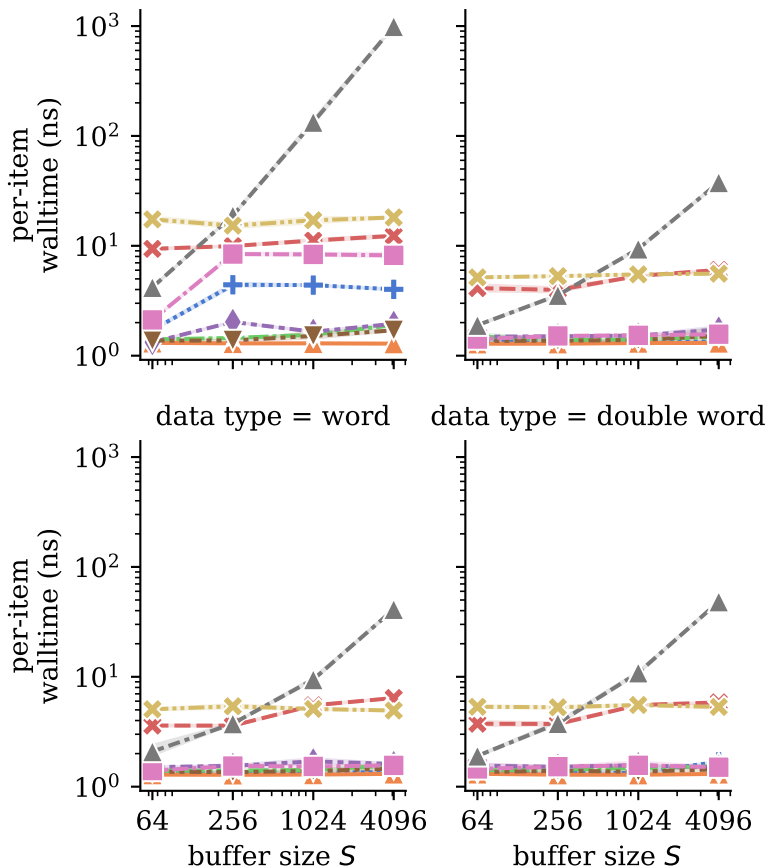 10³
10²
10¹
10⁰
per-item
walltime (ns)
data type = word
data type = double word
10³
10²
10¹
10⁰
per-item
walltime (ns)
64 256 1024 4096
64 256 1024 4096
buffer size S
buffer size S